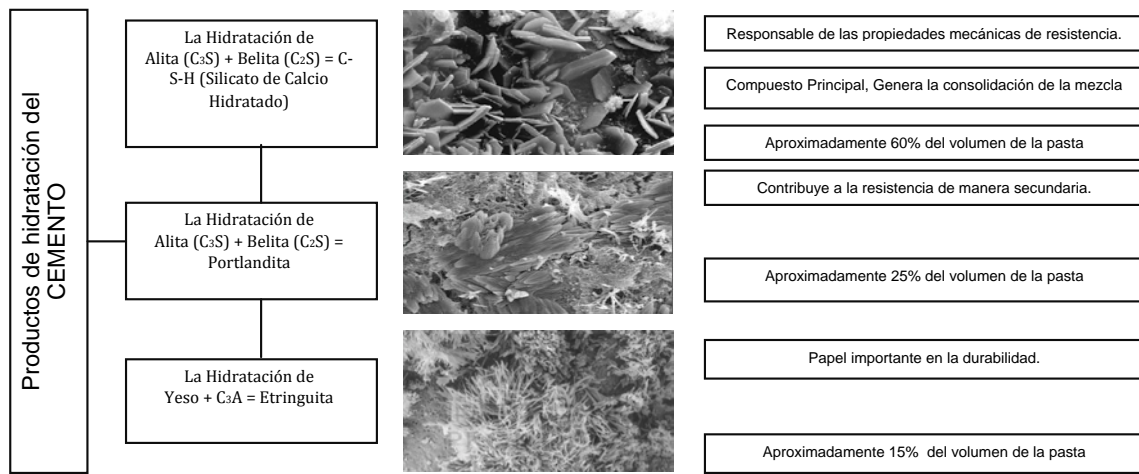 Productos de hidratación del
CEMENTO
La Hidratación de
Alita (C₃S) + Belita (C₂S) = C-
S-H (Silicato de Calcio
Hidratado)
Responsable de las propiedades mecánicas de resistencia.
Compuesto Principal, Genera la consolidación de la mezcla
Aproximadamente 60% del volumen de la pasta
La Hidratación de
Alita (C₃S) + Belita (C₂S) =
Portlandita
Contribuye a la resistencia de manera secundaria.
Aproximadamente 25% del volumen de la pasta
La Hidratación de
Yeso + C₃A = Etringuita
Papel importante en la durabilidad.
Aproximadamente 15% del volumen de la pasta